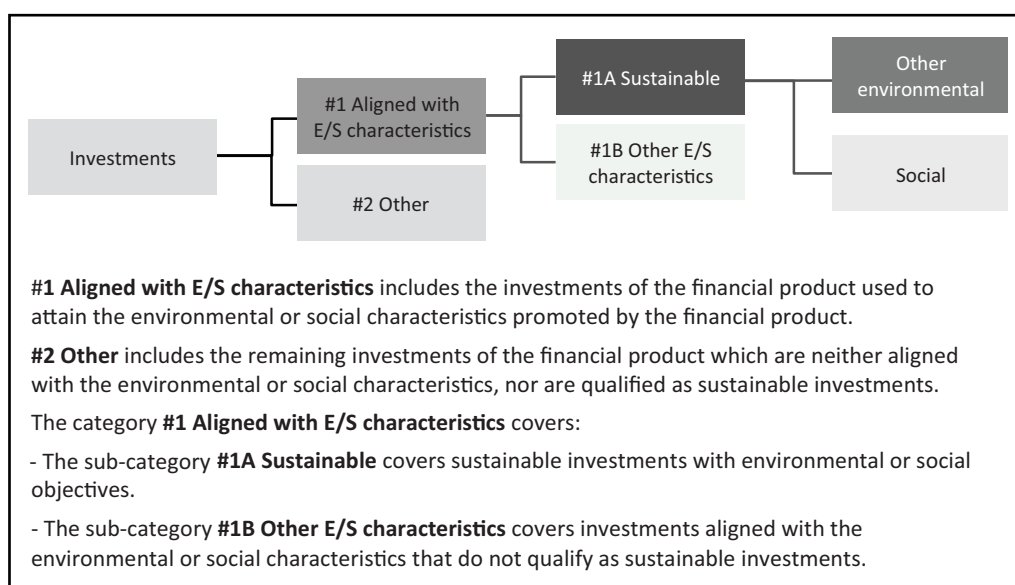 Investments
#1 Aligned with
E/S characteristics
#2 Other
#1A Sustainable
#1B Other E/S
characteristics
Other
environmental
Social
#1 Aligned with E/S characteristics includes the investments of the financial product used to
attain the environmental or social characteristics promoted by the financial product.
#2 Other includes the remaining investments of the financial product which are neither aligned
with the environmental or social characteristics, nor are qualified as sustainable investments.
The category #1 Aligned with E/S characteristics covers:
- The sub-category #1A Sustainable covers sustainable investments with environmental or social
objectives.
- The sub-category #1B Other E/S characteristics covers investments aligned with the
environmental or social characteristics that do not qualify as sustainable investments.